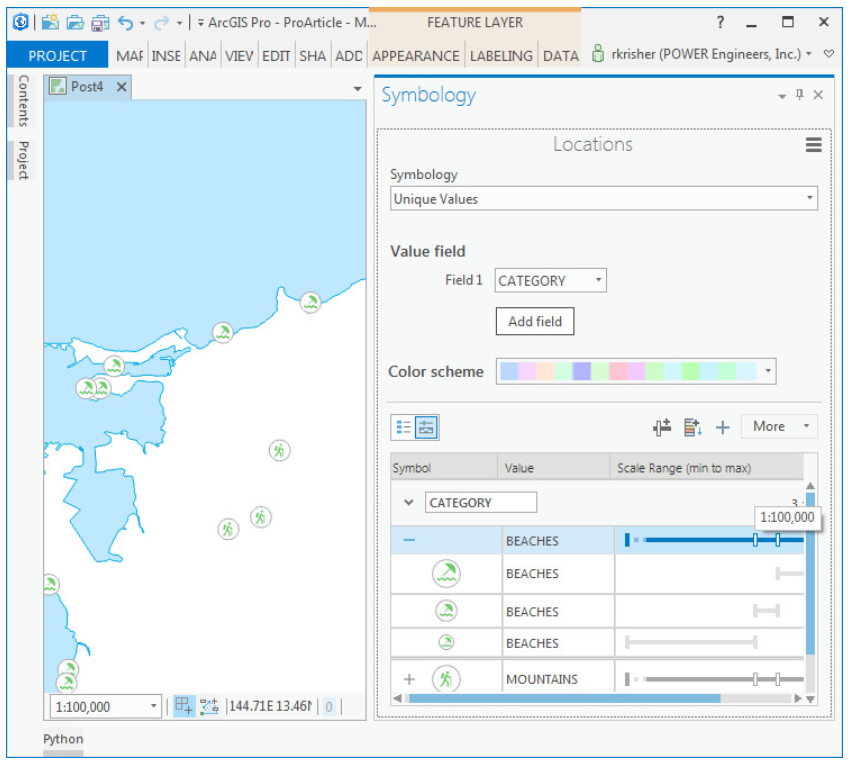 ArcGIS Pro - ProArticle - M...
FEATURE LAYER
?
PROJECT MAF INSE ANA VIEV EDIT SHA ADD APPEARANCE LABELING DATA rkrisher (POWER Engineers, Inc.)
Contents
Project
Post4
Symbology
Locations
Symbology
Unique Values
Value field
Field 1 CATEGORY
Add field
Color scheme
More
Symbol Value Scale Range (min to max)
CATEGORY 3
1:100,000
BEACHES
BEACHES
BEACHES
BEACHES
MOUNTAINS
1:100,000 144.71E 13.46N 0
Python